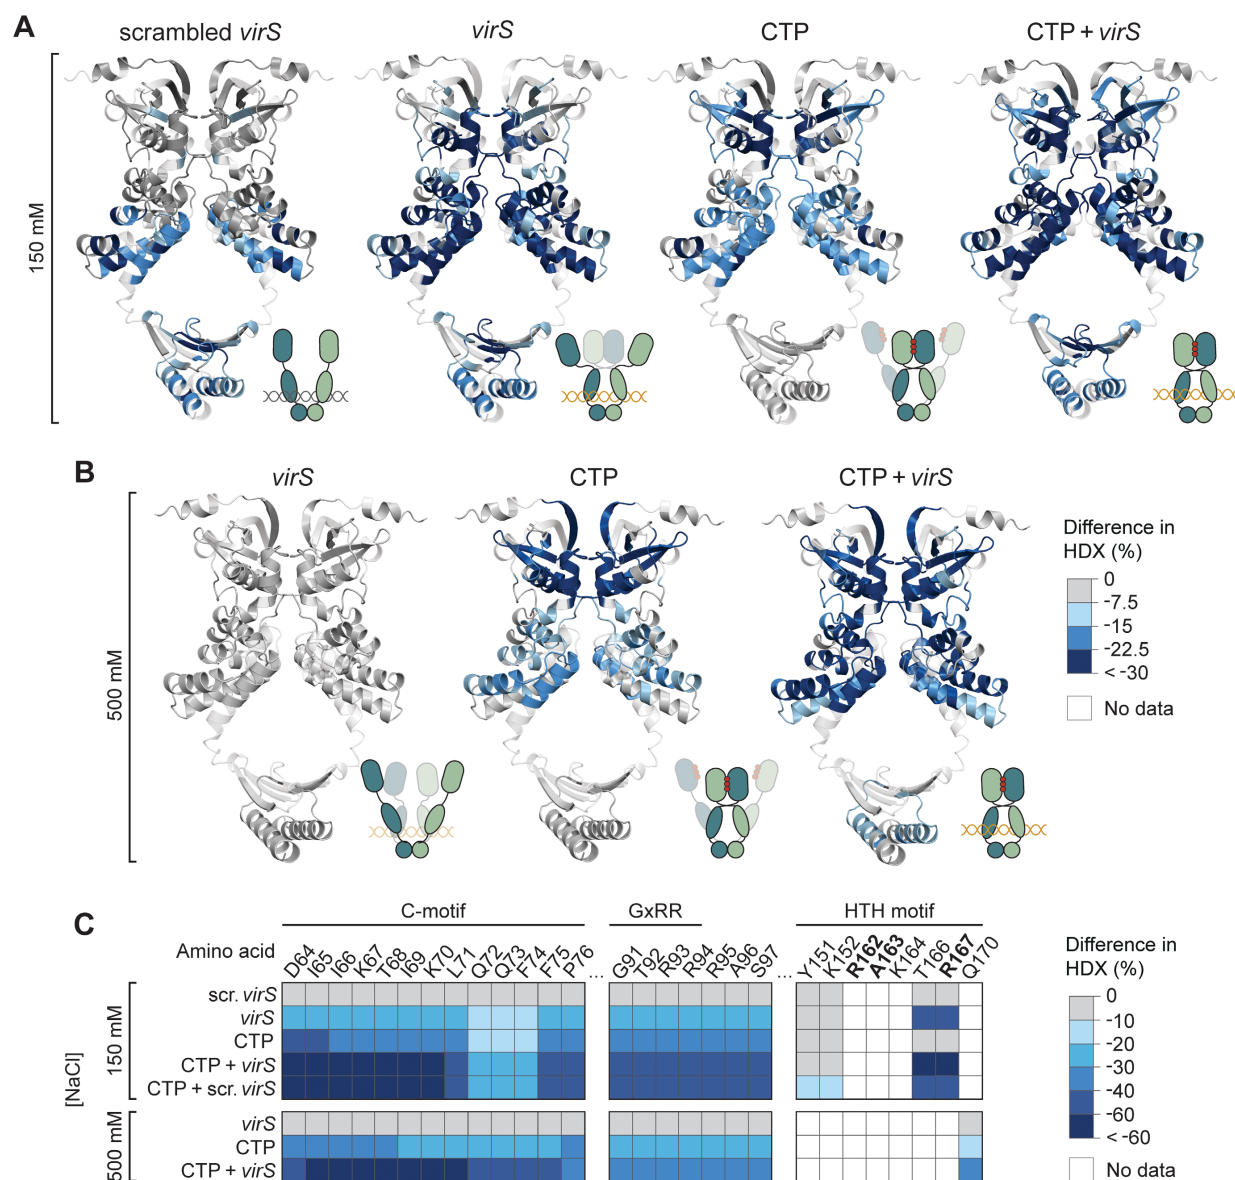 A
scrambled virS
virS
CTP
CTP + virS
150 mM
B
virS
CTP
CTP + virS
500 mM
Difference in
HDX (%)
0
-7.5
-15
-22.5
< -30
No data
C
C-motif
GxRR
HTH motif
Amino acid
D64 I65 I66 K67 T68 I69 K70 L71 Q72 Q73 F74 F75 P76 ... G91 T92 R93 R94 R95 A96 S97 ... Y151 K152 R162 A163 K164 T166 R167 Q170
[NaCl]
150 mM
scr. virS
virS
CTP
CTP + virS
CTP + scr. virS
500 mM
virS
CTP
CTP + virS
Difference in
HDX (%)
0
-10
-20
-30
-40
-60
< -60
No data